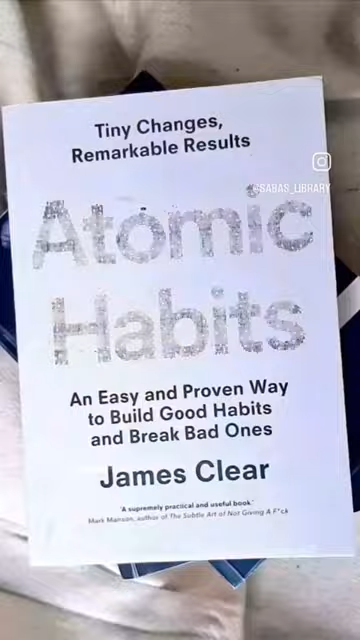 Tiny Changes,
Remarkable Results
@SABAS_LIBRARY
Atomic
Habits
An Easy and Proven Way
to Build Good Habits
and Break Bad Ones
James Clear
'A supremely practical and useful book.'
Mark Manson, author of The Subtle Art of Not Giving A F*ck